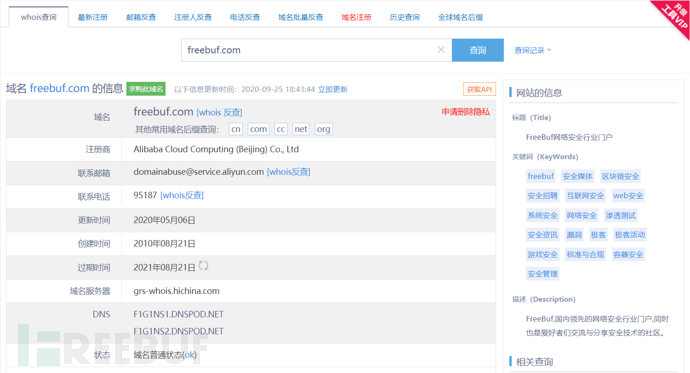 whois查询 最新注册 邮箱反查 注册人反查 电话反查 域名批量反查 域名注册 历史查询 全球域名后缀
升级
工具VIP
freebuf.com 查询 查询记录
域名 freebuf.com 的信息 求购此域名 以下信息更新时间: 2020-09-25 18:43:44 立即更新 获取API
域名 freebuf.com [whois 反查] 申请删除隐私
其他常用域名后缀查询: cn com cc net org
注册商 Alibaba Cloud Computing (Beijing) Co., Ltd
联系邮箱 domainabuse@service.aliyun.com [whois反查]
联系电话 95187 [whois反查]
更新时间 2020年05月06日
创建时间 2010年08月21日
过期时间 2021年08月21日
域名服务器 grs-whois.hichina.com
DNS F1G1NS1.DNSPOD.NET
F1G1NS2.DNSPOD.NET
状态 域名普通状态(ok)
FREEBUF
网站的信息
标题 (Title)
FreeBuf网络安全行业门户
关键词 (KeyWords)
freebuf 安全媒体 区块链安全
安全招聘 互联网安全 web安全
系统安全 网络安全 渗透测试
安全资讯 漏洞 极客 极客活动
游戏安全 标准与合规 容器安全
安全管理
描述 (Description)
FreeBuf,国内领先的网络安全行业门户,同时
也是爱好者们交流与分享安全技术的社区。
相关查询